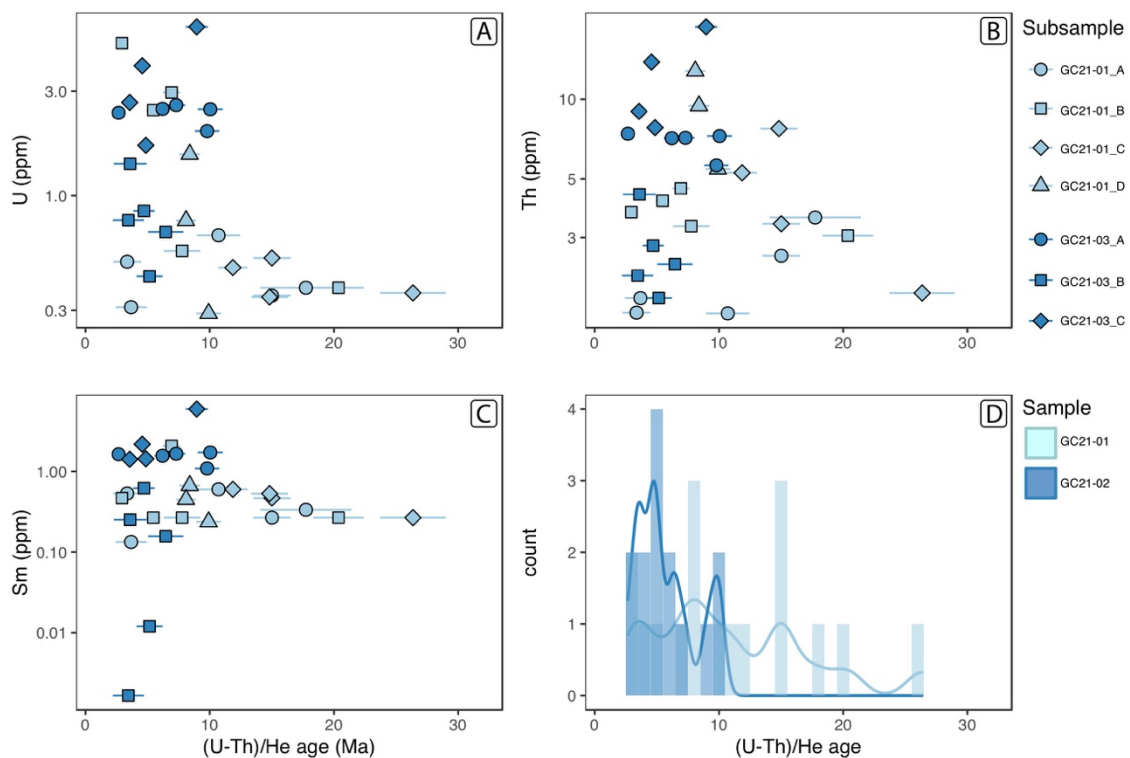 A
U (ppm)
3.0
1.0
0.3
0
10
20
30
B
Th (ppm)
10
5
3
0
10
20
30
Subsample
GC21-01_A
GC21-01_B
GC21-01_C
GC21-01_D
GC21-03_A
GC21-03_B
GC21-03_C
C
Sm (ppm)
1.00
0.10
0.01
0
10
20
30
(U-Th)/He age (Ma)
D
count
4
3
2
1
0
0
10
20
30
(U-Th)/He age
Sample
GC21-01
GC21-02